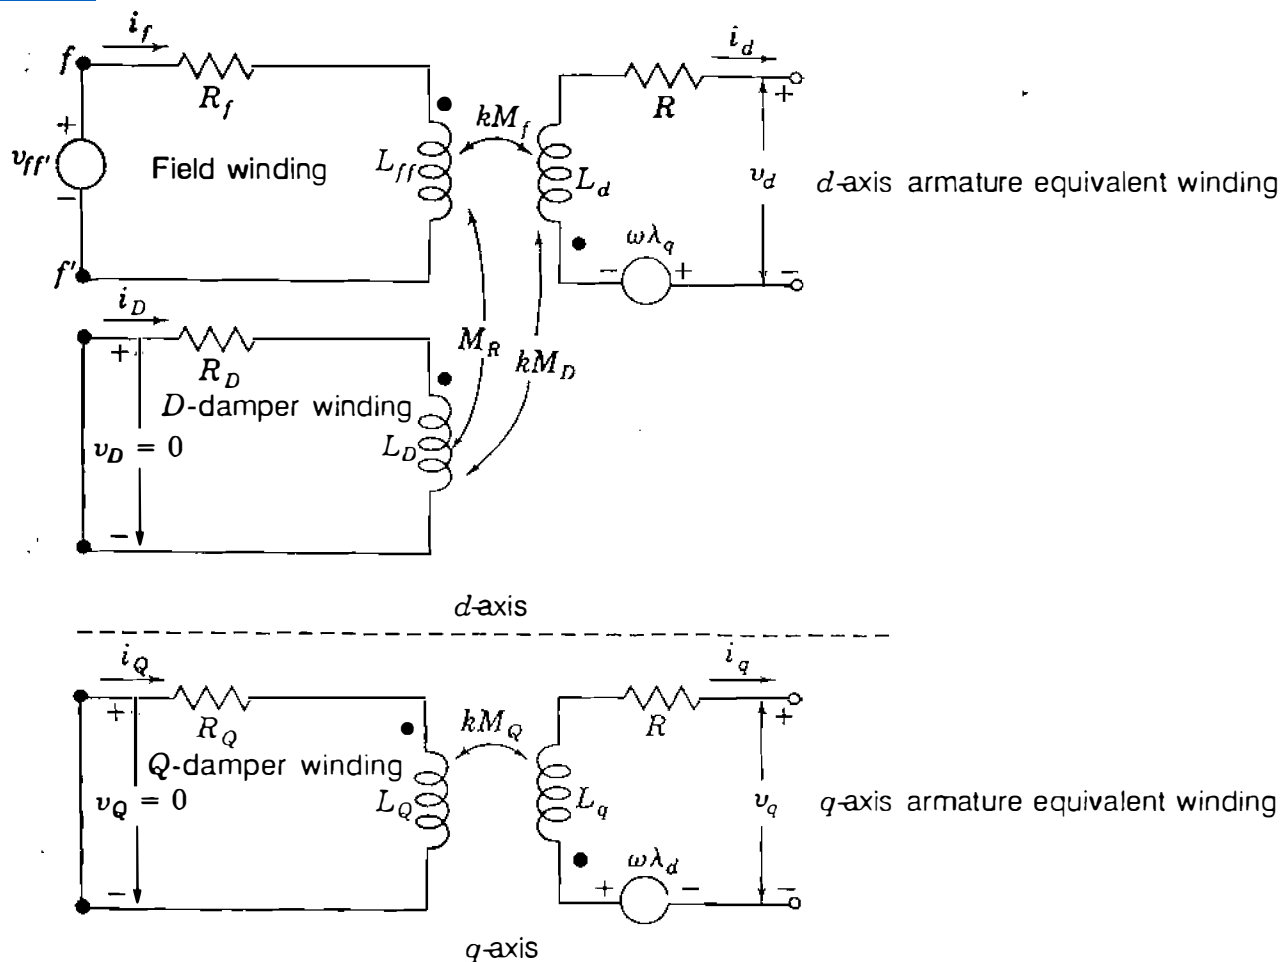 i_f
f
R_f
+
v_ff'
−
Field winding
L_ff
f'
kM_f
i_d
R
+
L_d
v_d
d-axis armature equivalent winding
ωλ_q
− +
−
i_D
+
R_D
D-damper winding
v_D = 0
L_D
−
M_R
kM_D
d-axis
i_Q
+
R_Q
Q-damper winding
v_Q = 0
L_Q
−
kM_Q
i_q
R
+
L_q
v_q
q-axis armature equivalent winding
ωλ_d
+ −
−
q-axis